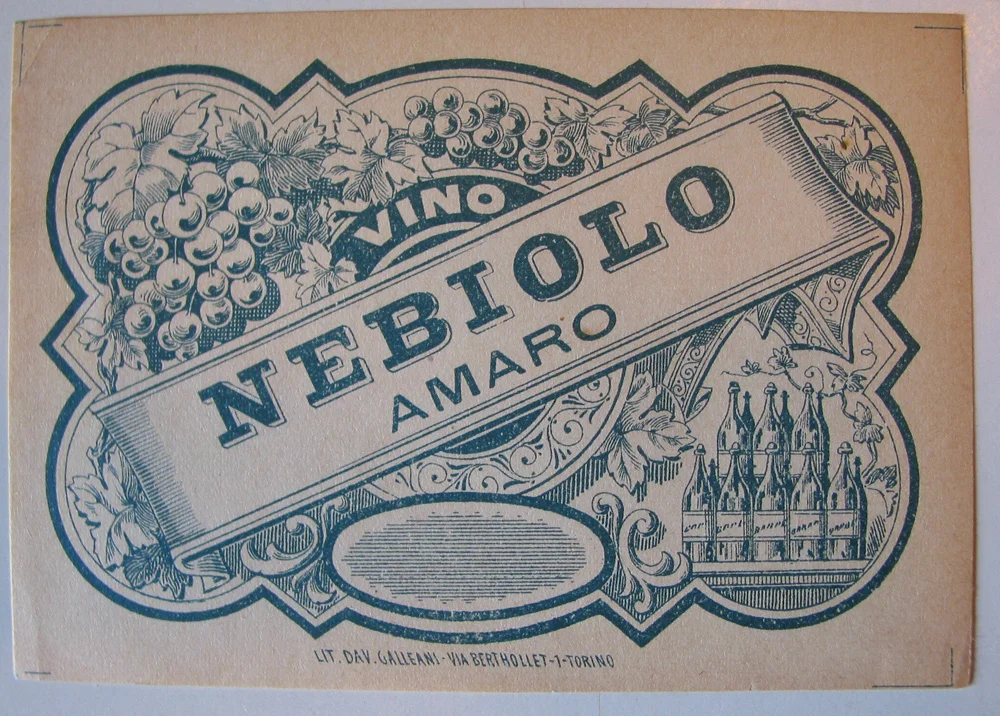 VINO
NEBIOLO
AMARO
LIT. DAV. GALLEANI - VIA BERTHOLLET - 1 - TORINO